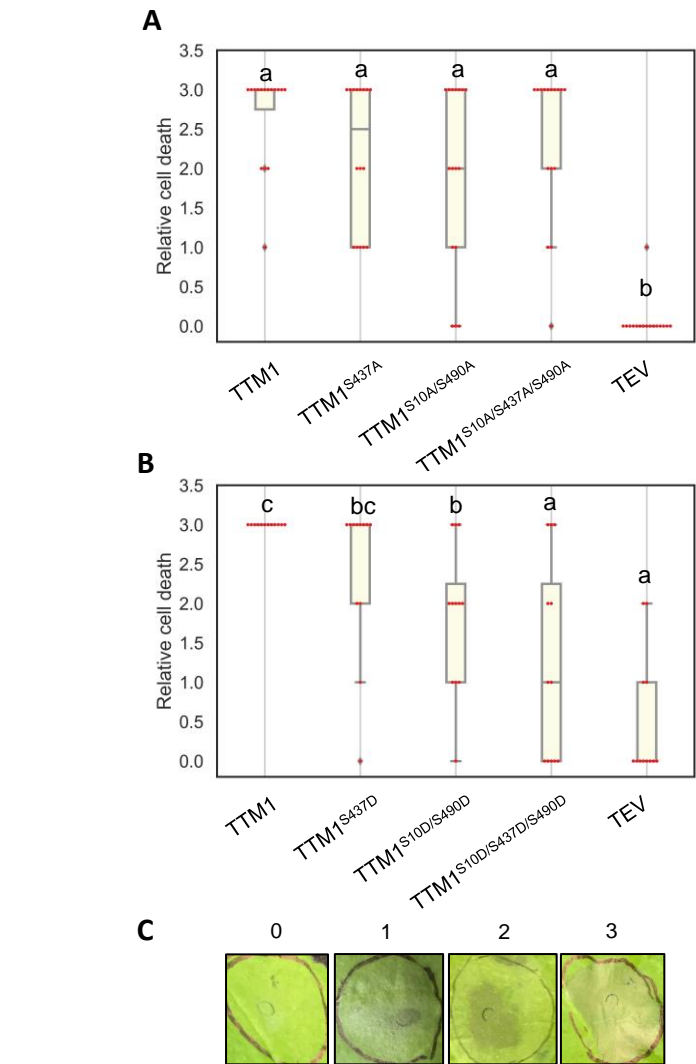 A
3.5
3.0
2.5
2.0
1.5
1.0
0.5
0.0
Relative cell death
a a a a b
TTM1 TTM1S437A TTM1S10A/S490A TTM1S10A/S437A/S490A TEV
B
3.5
3.0
2.5
2.0
1.5
1.0
0.5
0.0
Relative cell death
c bc b a a
TTM1 TTM1S437D TTM1S10D/S490D TTM1S10D/S437D/S490D TEV
C
0 1 2 3